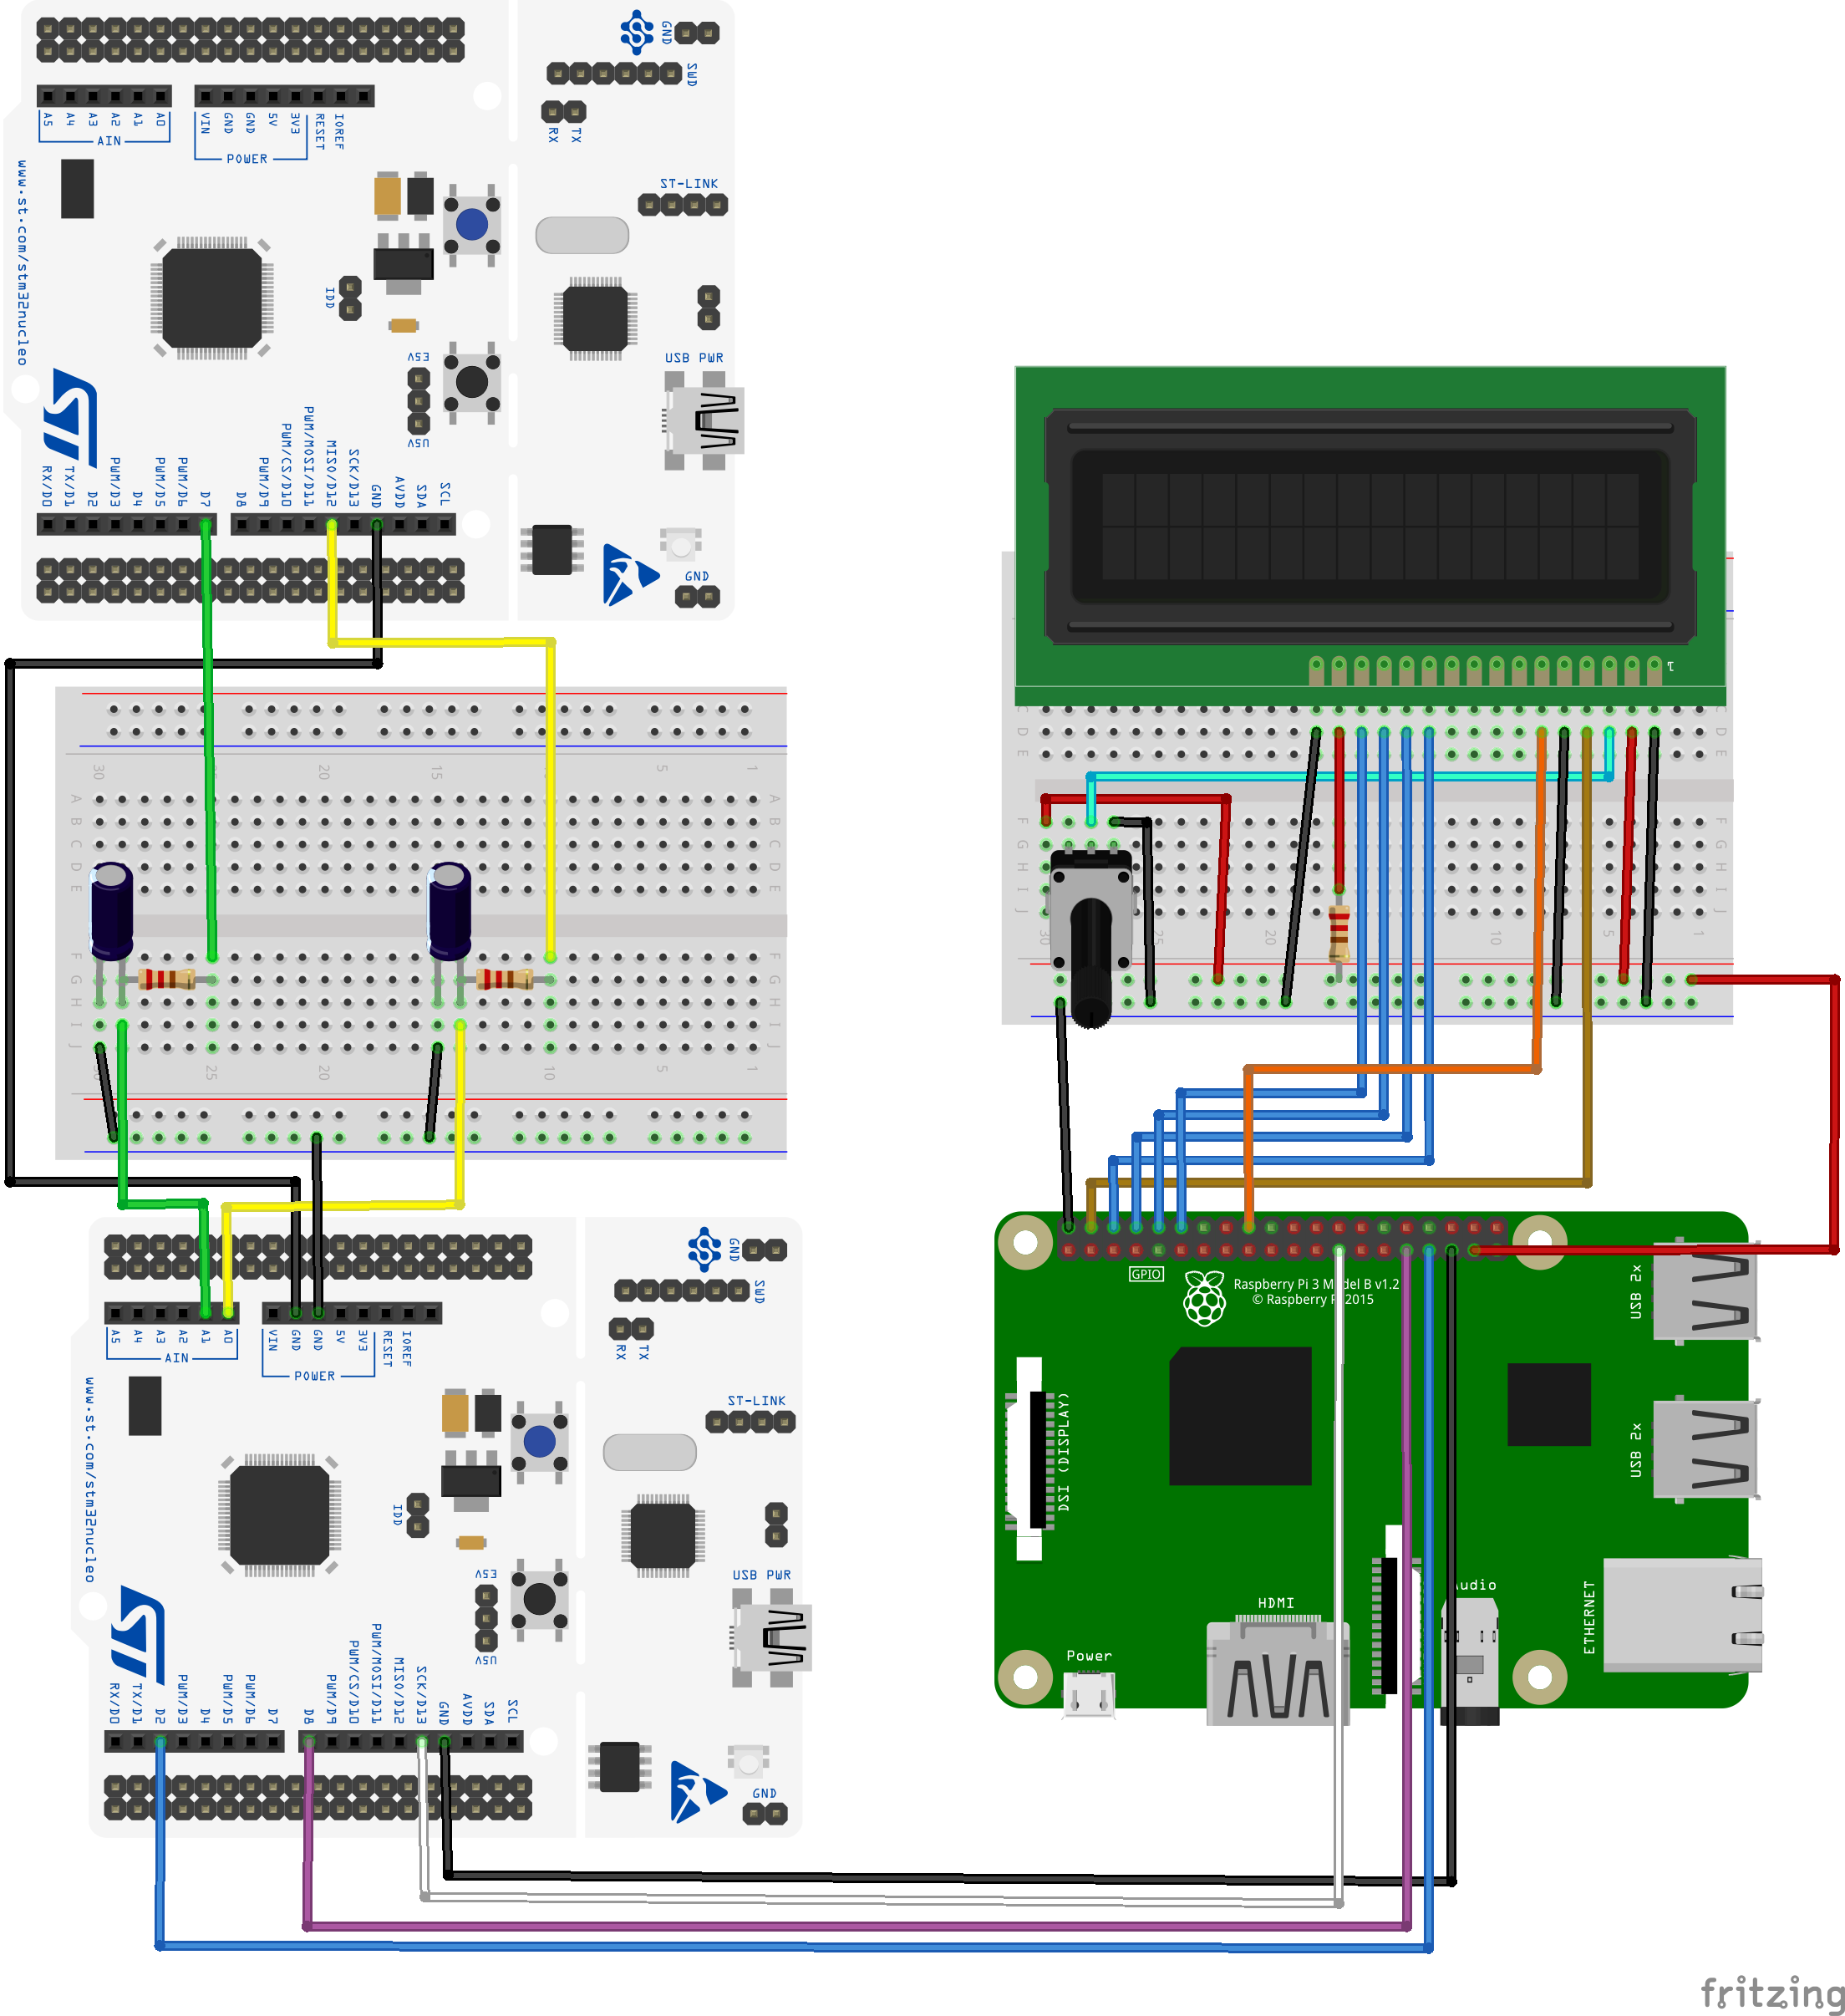 GND
SWD
RX TX
A5 A4 A3 A2 A1 A0
AIN
VIN GND GND 5V 3V3 RESET IOREF
POWER
www.st.com/stm32nucleo
ST-LINK
IDD
E5V
U5V
USB PWR
ST
RX/D0 TX/D1 D2 PWM/D3 D4 PWM/D5 PWM/D6 D7
D8 PWM/D9 PWM/CS/D10 PWM/MOSI/D11 MISO/D12 SCK/D13 GND AVDD SDA SCL
GND
30 20 15 5 1
A B C D E
A B C D E
F G H I J
F G H I J
25 20 10 5 1
1
C D E
C D E
F G H I J
F G H I J
30 25 20 10 5 1
GND
SWD
RX TX
A5 A4 A3 A2 A1 A0
AIN
VIN GND GND 5V 3V3 RESET IOREF
POWER
www.st.com/stm32nucleo
ST-LINK
IDD
E5V
U5V
USB PWR
ST
RX/D0 TX/D1 D2 PWM/D3 D4 PWM/D5 PWM/D6 D7
D8 PWM/D9 PWM/CS/D10 PWM/MOSI/D11 MISO/D12 SCK/D13 GND AVDD SDA SCL
GND
GPIO
Raspberry Pi 3 Model B v1.2
© Raspberry Pi 2015
DSI (DISPLAY)
USB 2x
USB 2x
ETHERNET
Power
HDMI
Audio
fritzing